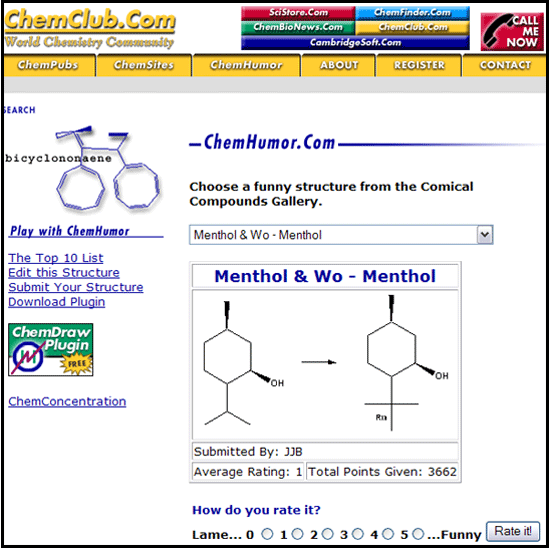 ChemClub.Com
World Chemistry Community
SciStore.Com ChemFinder.Com
ChemBioNews.Com ChemClub.Com
CambridgeSoft.Com
CALL ME NOW
ChemPubs ChemSites ChemHumor ABOUT REGISTER CONTACT
SEARCH
bicyclononaene
Play with ChemHumor
The Top 10 List
Edit this Structure
Submit Your Structure
Download Plugin
ChemDraw
Plugin
FREE
ChemConcentration
ChemHumor.Com
Choose a funny structure from the Comical
Compounds Gallery.
Menthol & Wo - Menthol
Menthol & Wo - Menthol
OH OH
Rn
Submitted By: JJB
Average Rating: 1 Total Points Given: 3662
How do you rate it?
Lame... 0 1 2 3 4 5 ...Funny Rate it!